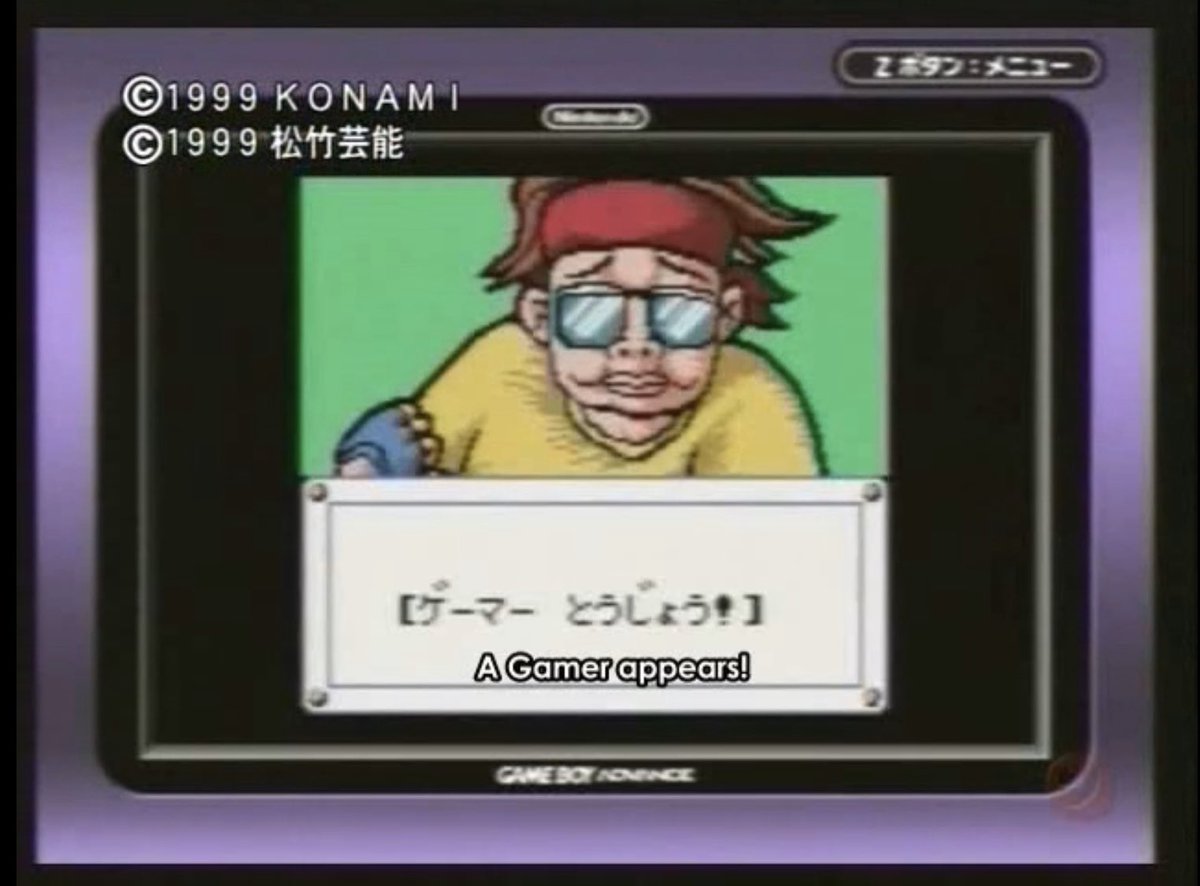 Zボタン:メニュー
©1999 KONAMI
©1999 松竹芸能
Nintendo
【ゲーマー とうじょう!】
A Gamer appears!
GAME BOY ADVANCE